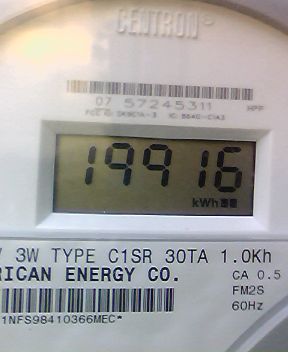 CENTRON
07 57245311
HPF
19916
kWh
3W TYPE C1SR 30TA 1.0Kh
RICAN ENERGY CO.
CA 0.5
FM2S
60Hz
1NFS98410366MEC*